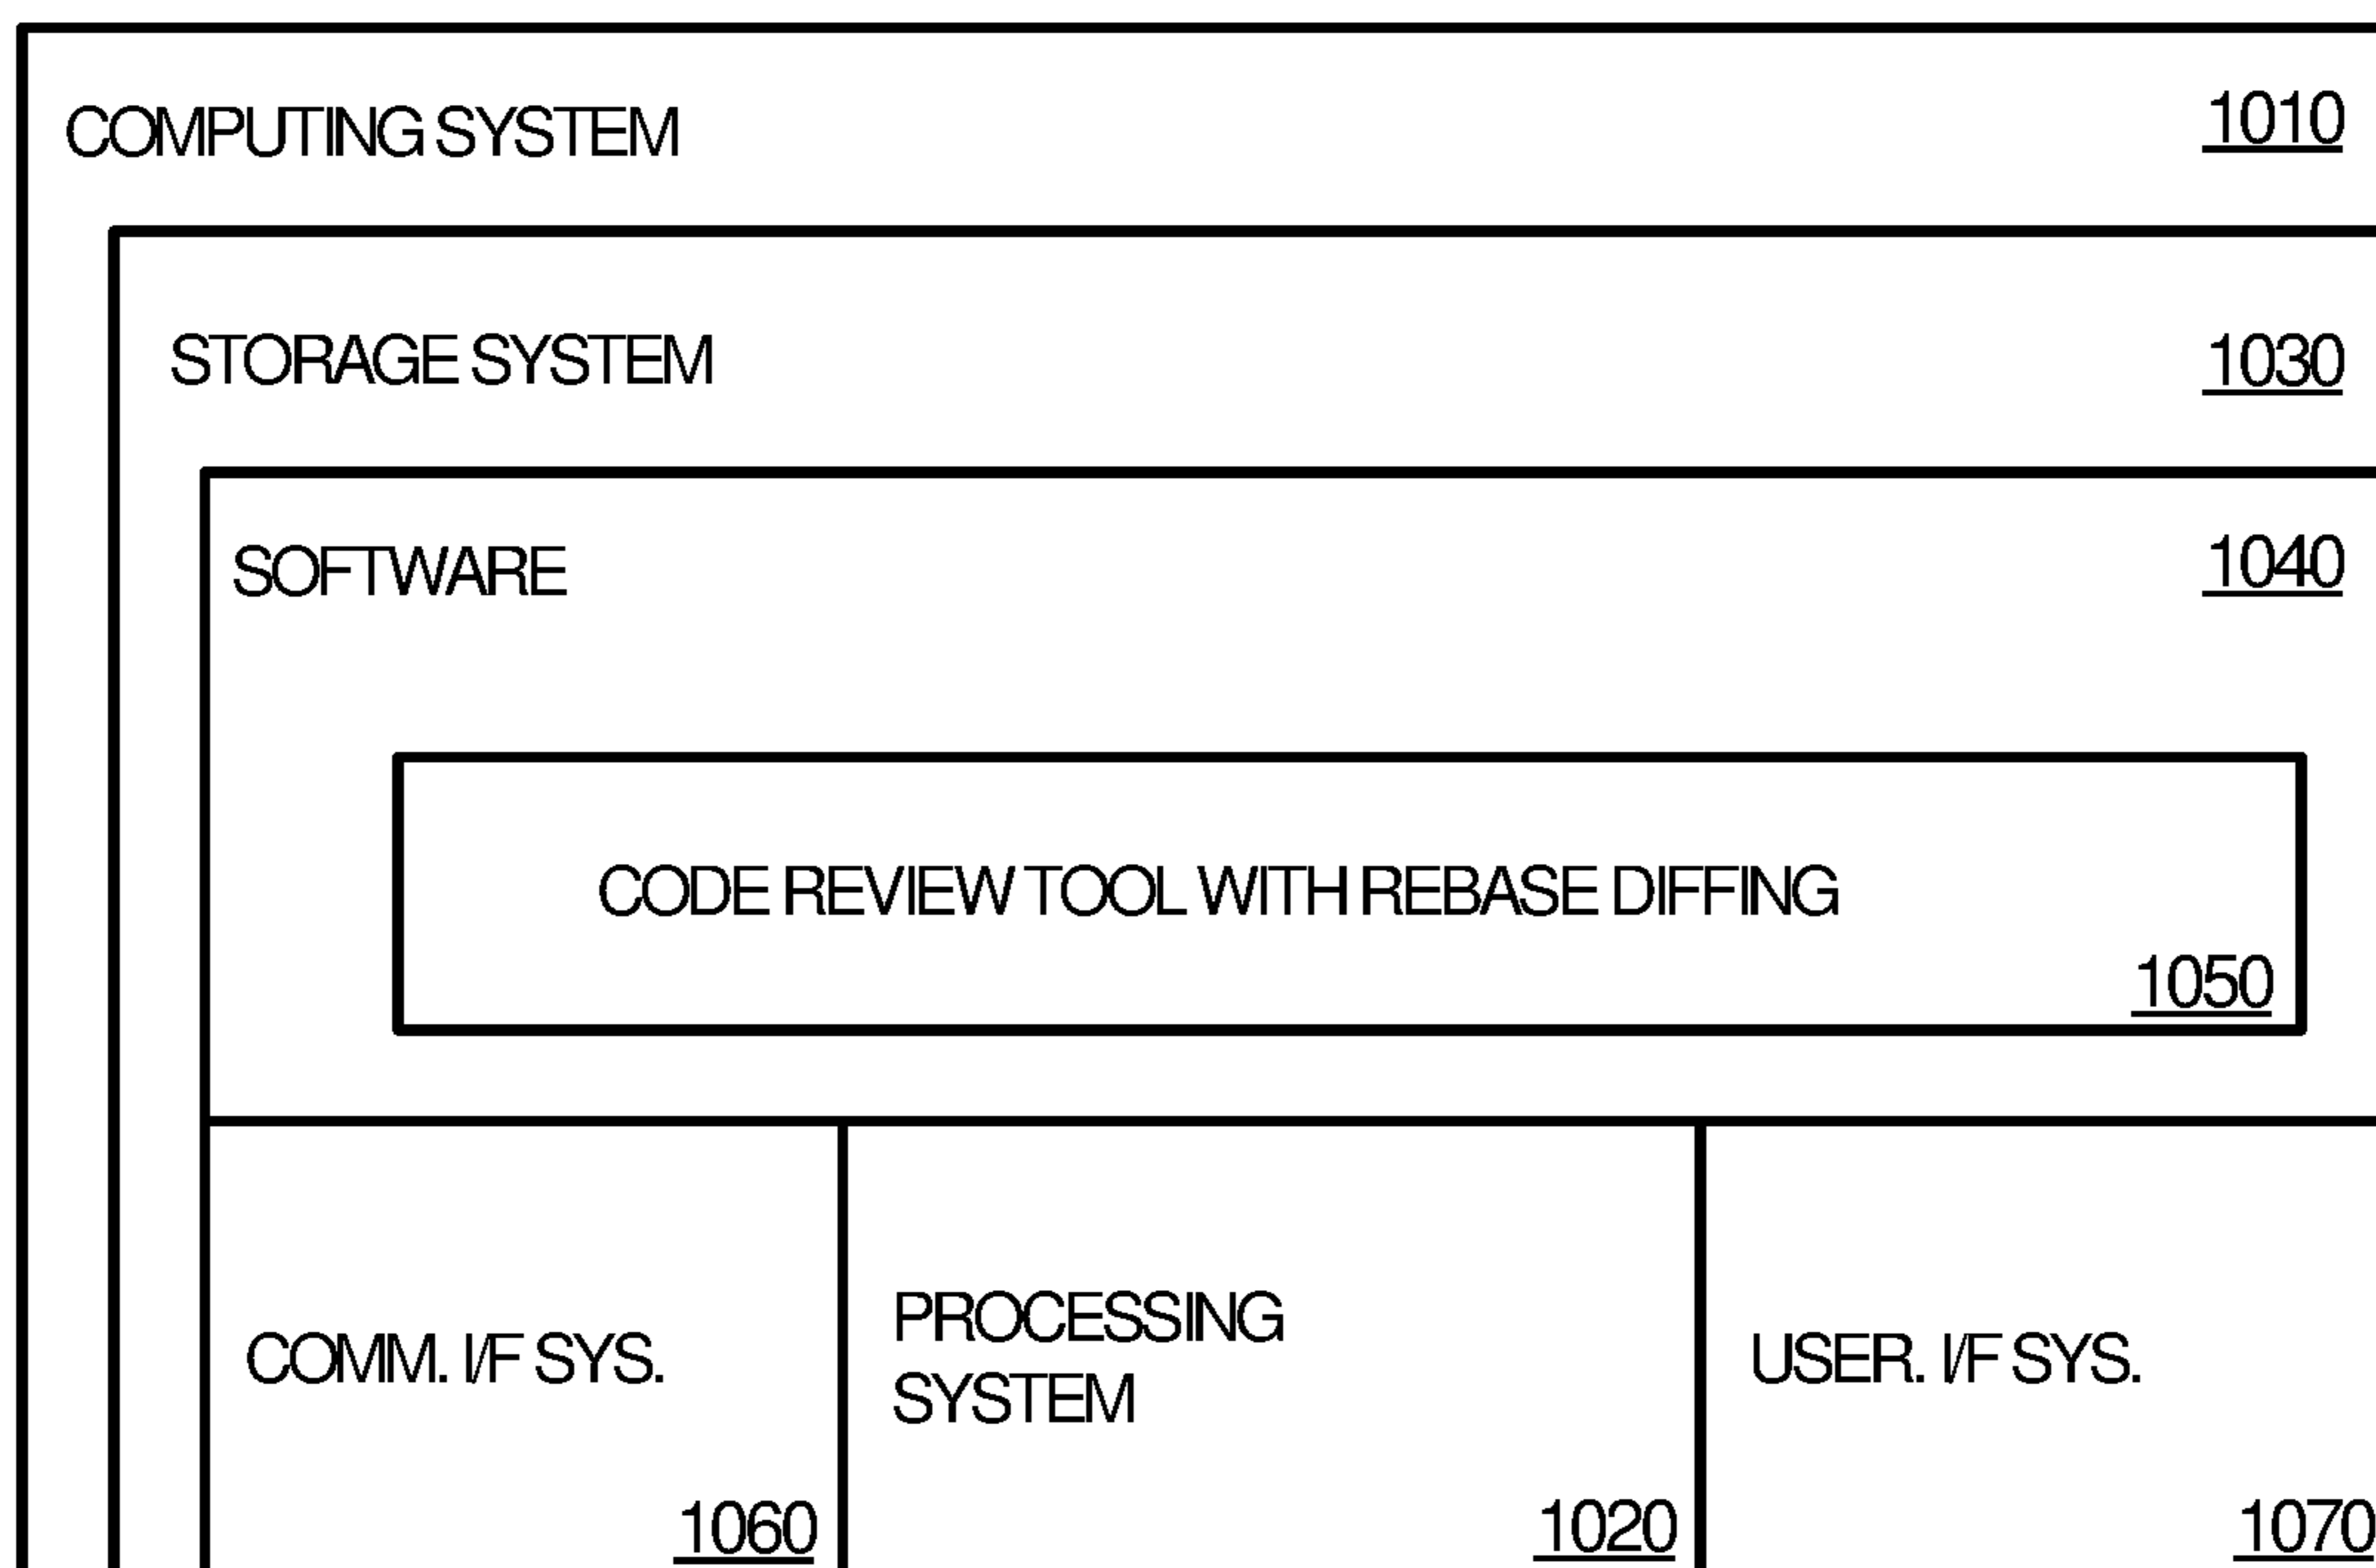 COMPUTING SYSTEM 1010
STORAGE SYSTEM 1030
SOFTWARE 1040
CODE REVIEW TOOL WITH REBASE DIFFING
1050
COMM. I/F SYS.
1060
PROCESSING
SYSTEM
1020
USER. I/F SYS.
1070